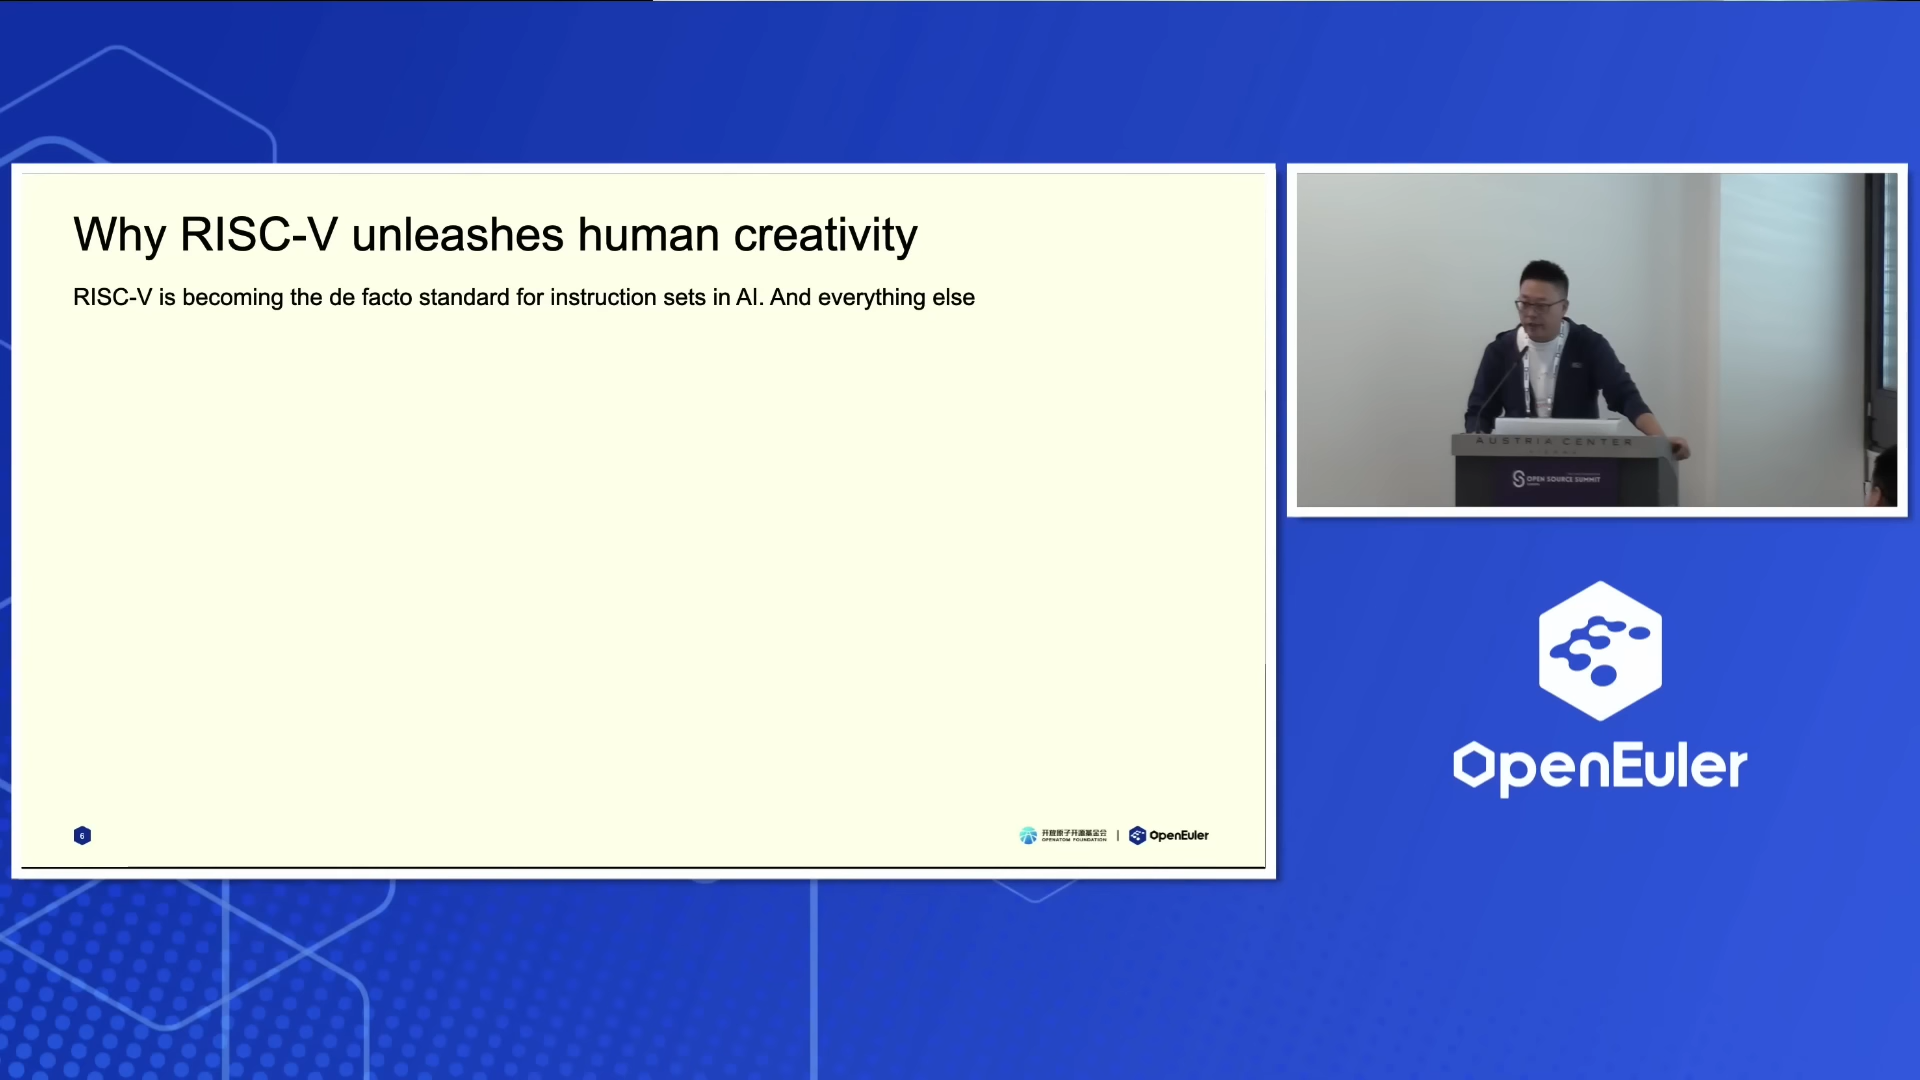 Why RISC-V unleashes human creativity
RISC-V is becoming the de facto standard for instruction sets in AI. And everything else
6
开放原子开源基金会
OPENATOM FOUNDATION
OpenEuler
AUSTRIA CENTER
OPEN SOURCE SUMMIT
OpenEuler